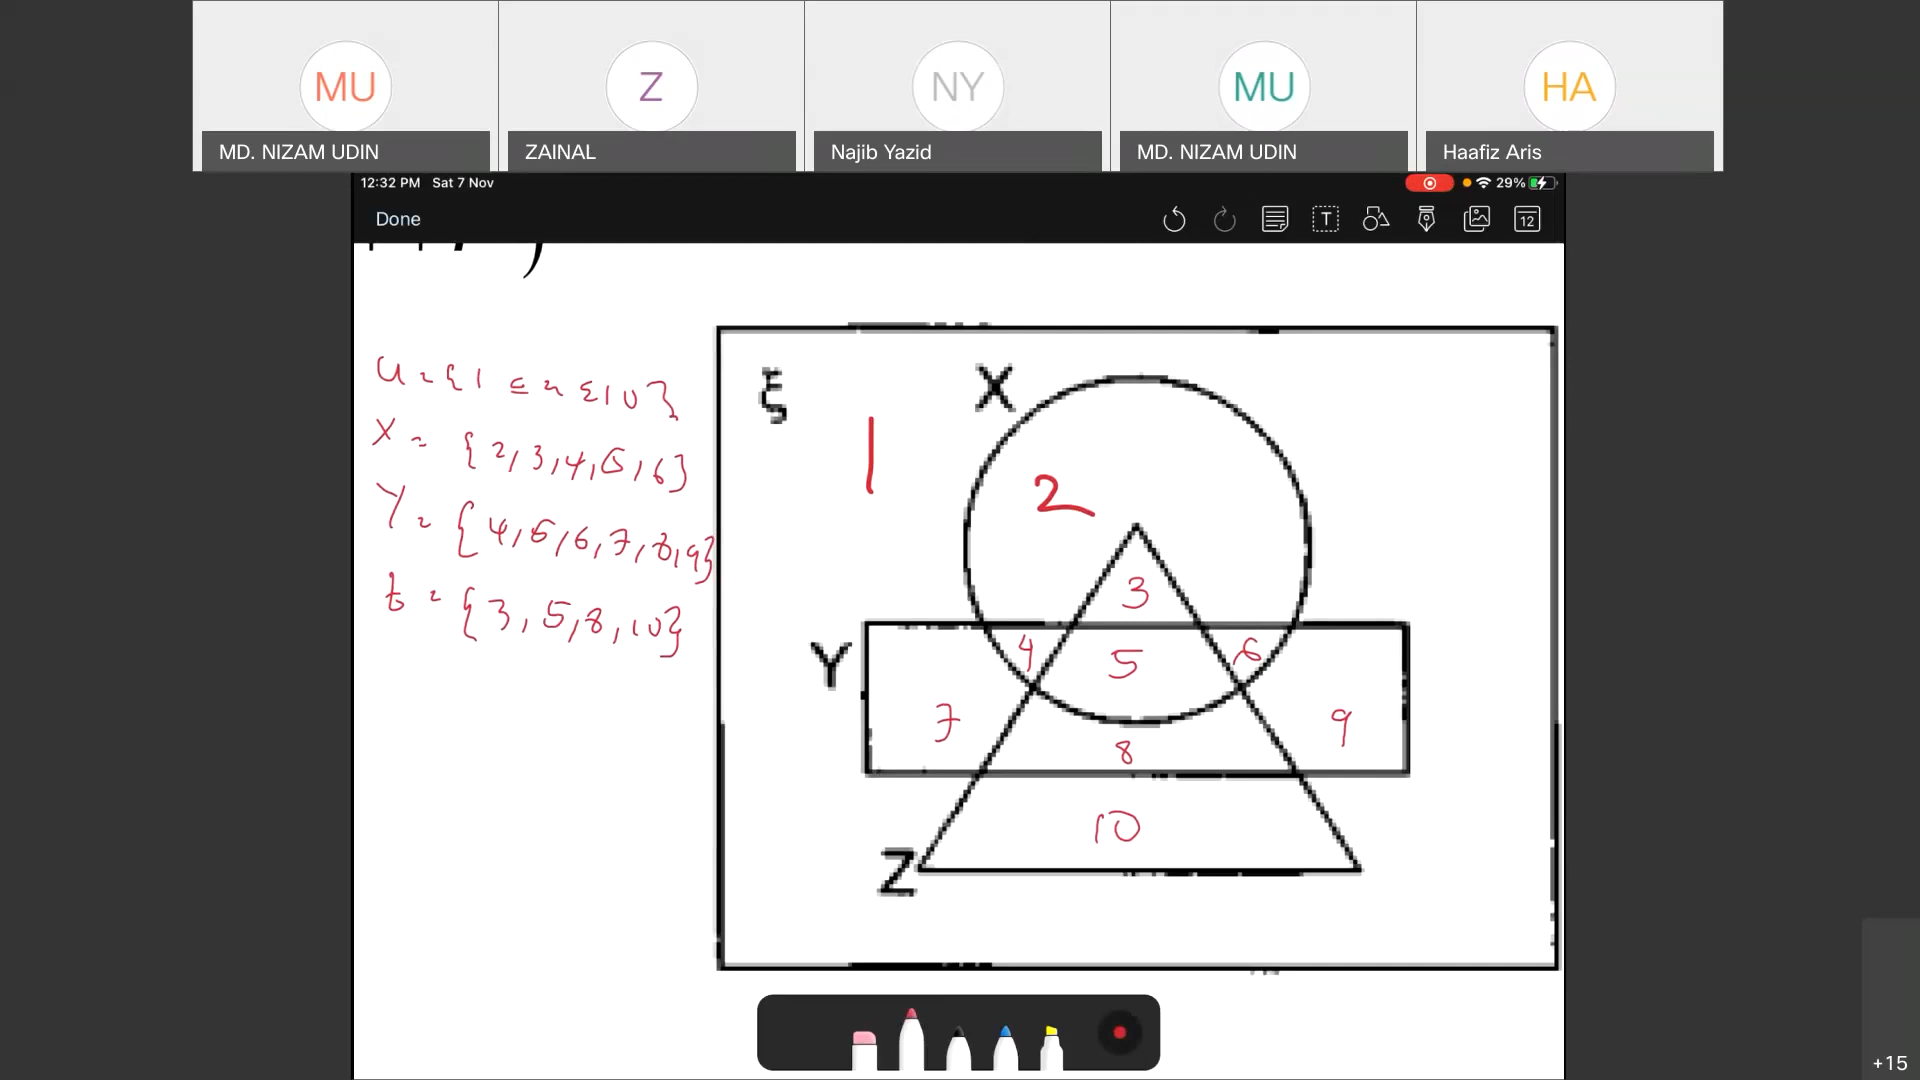 MU
Z
NY
MU
HA
MD. NIZAM UDIN
ZAINAL
Najib Yazid
MD. NIZAM UDIN
Haafiz Aris
12:32 PM Sat 7 Nov
29%
Done
T
12
U = {1 ≤ n ≤ 10}
X = {2, 3, 4, 5, 6}
Y = {4, 5, 6, 7, 8, 9}
Z = {3, 5, 8, 10}
ξ
X
1
2
3
Y
4
5
6
7
8
9
10
Z
+15